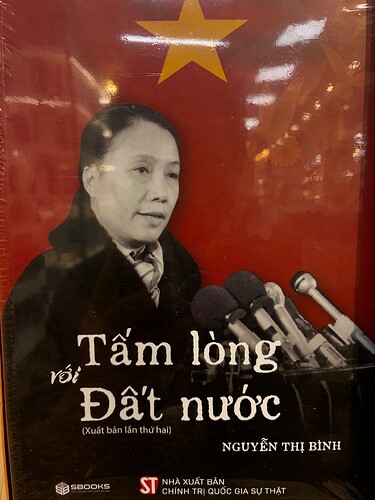 Tấm lòng
với
Đất nước
(Xuất bản lần thứ hai)
NGUYỄN THỊ BÌNH
SBOOKS
ST
NHÀ XUẤT BẢN
CHÍNH TRỊ QUỐC GIA SỰ THẬT